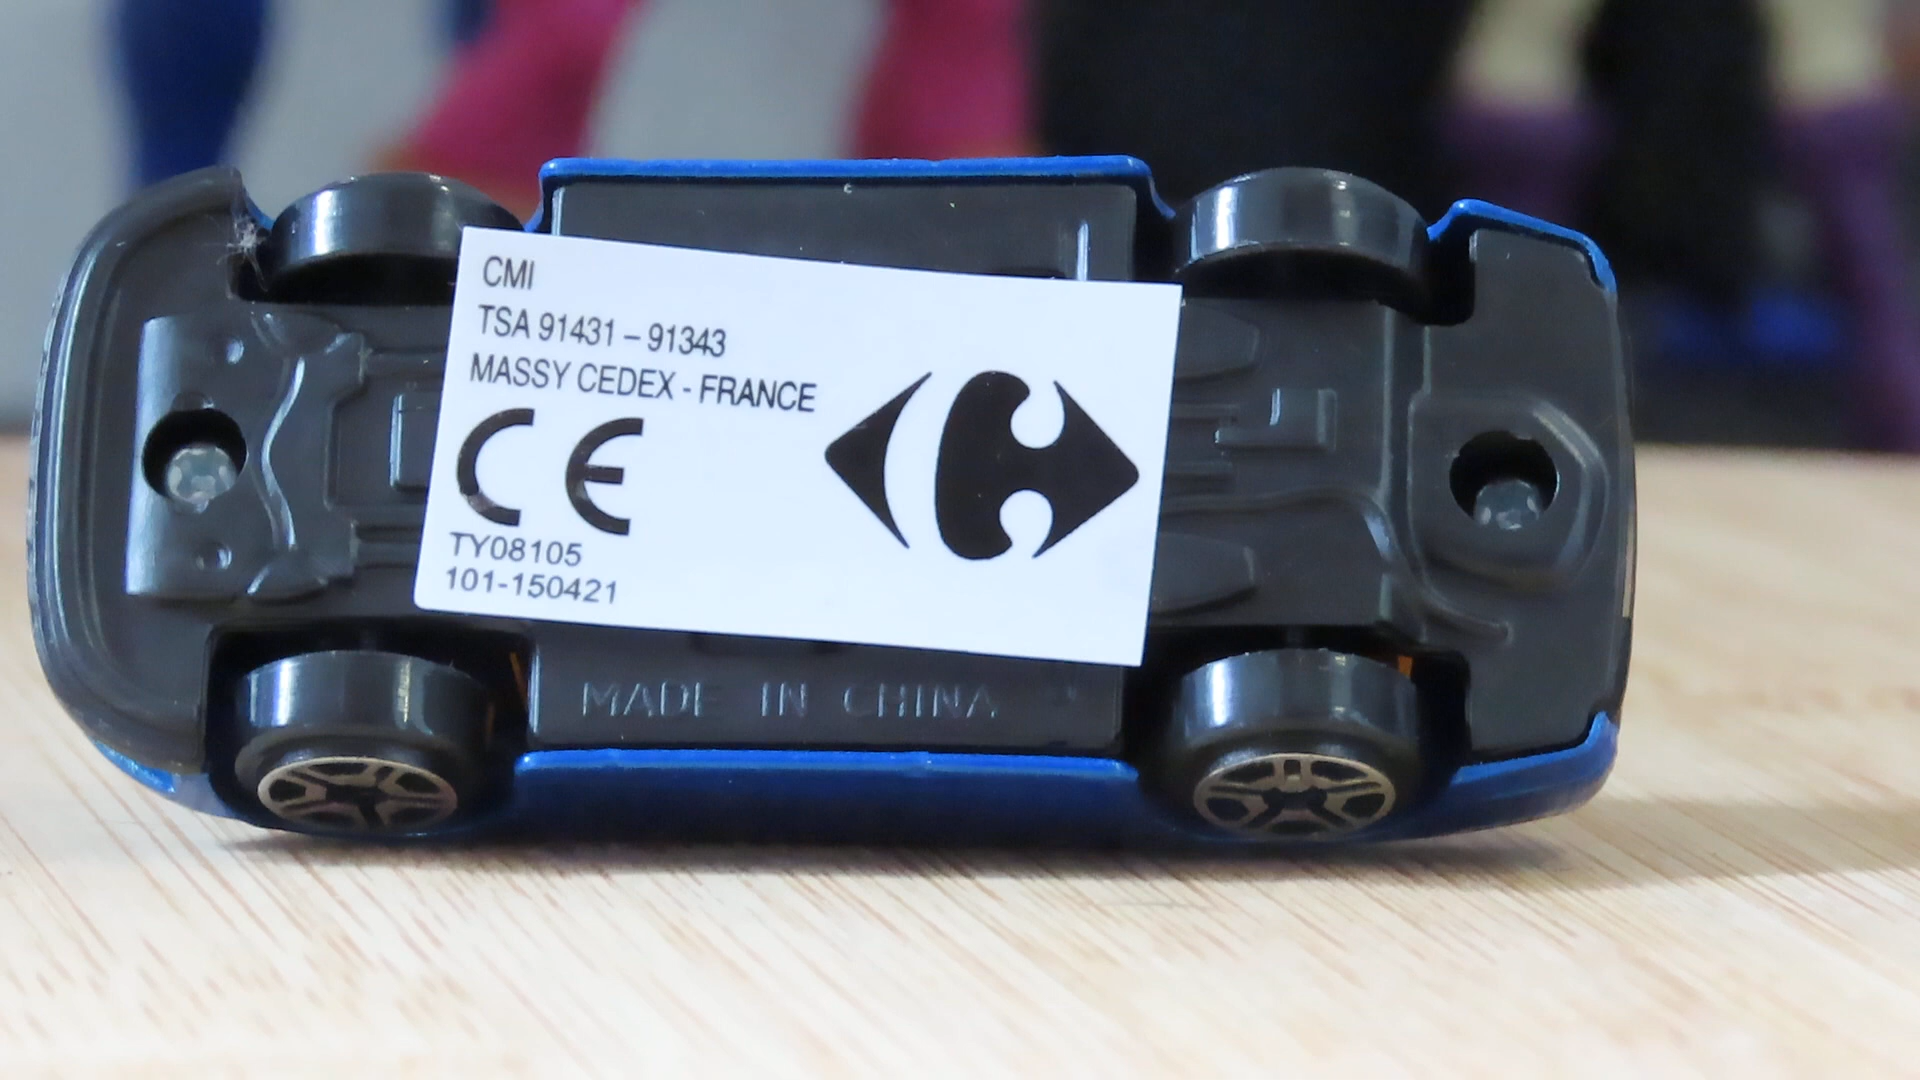 CMI
TSA 91431 – 91343
MASSY CEDEX - FRANCE
CE
TY08105
101-150421
MADE IN CHINA